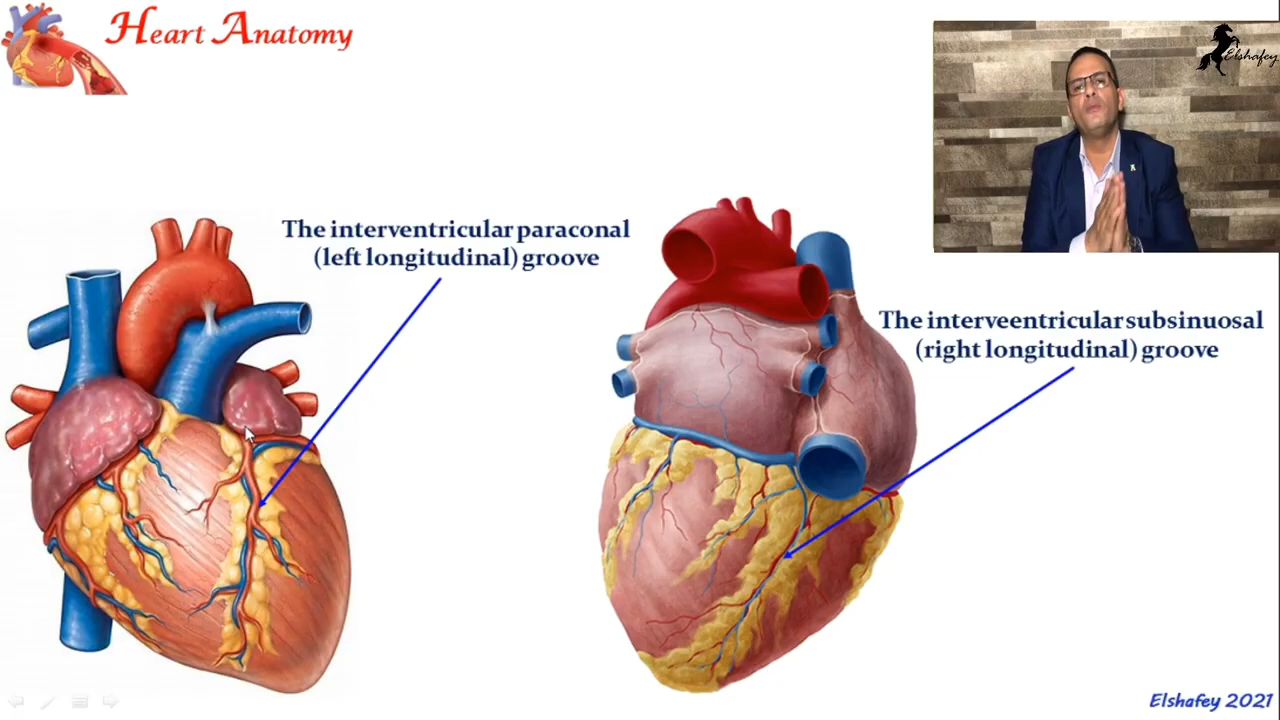 Heart Anatomy
Elshafey
The interventricular paraconal
(left longitudinal) groove
The interveentricular subsinuosal
(right longitudinal) groove
Elshafey 2021